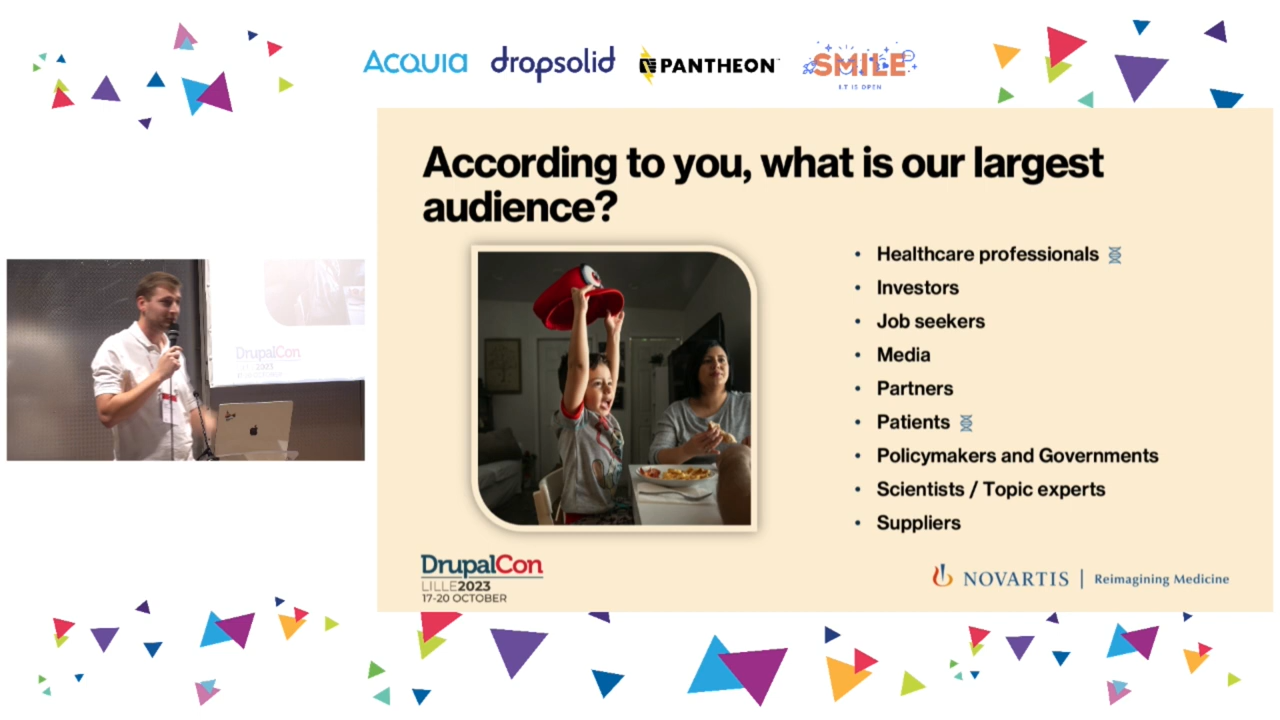 ACQUIA
dropsolid
PANTHEON
SMILE
I.T IS OPEN
According to you, what is our largest
audience?
• Healthcare professionals
• Investors
• Job seekers
• Media
• Partners
• Patients
• Policymakers and Governments
• Scientists / Topic experts
• Suppliers
DrupalCon
DrupalCon
LILLE2023
17-20 OCTOBER
NOVARTIS | Reimagining Medicine